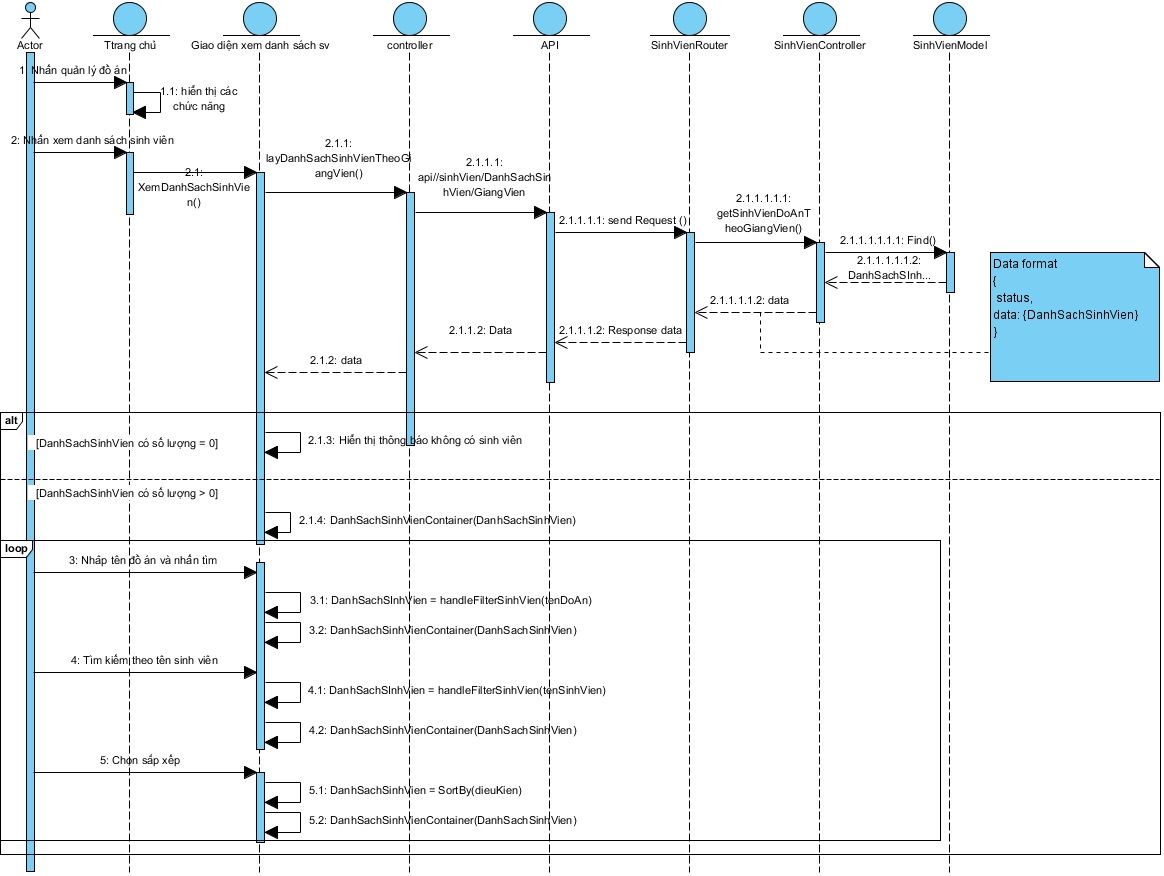 Actor
Ttrang chủ
Giao diện xem danh sách sv
controller
API
SinhVienRouter
SinhVienController
SinhVienModel
1: Nhấn quản lý đồ án
1.1: hiển thị các
chức năng
2: Nhấn xem danh sách sinh viên
2.1:
XemDanhSachSinhVie
n()
2.1.1:
layDanhSachSinhVienTheoG
iangVien()
2.1.1.1:
api//sinhVien/DanhSachSin
hVien/GiangVien
2.1.1.1.1: send Request ()
2.1.1.1.1.1:
getSinhVienDoAnT
heoGiangVien()
2.1.1.1.1.1.1: Find()
2.1.1.1.1.1.2:
DanhSachSInh...
2.1.1.1.1.2: data
2.1.1.1.2: Response data
2.1.1.2: Data
2.1.2: data
Data format
{
status,
data: {DanhSachSinhVien}
}
alt
[DanhSachSinhVien có số lượng = 0]
2.1.3: Hiển thị thông báo không có sinh viên
[DanhSachSinhVien có số lượng > 0]
2.1.4: DanhSachSinhVienContainer(DanhSachSinhVien)
loop
3: Nhâp tên đồ án và nhấn tìm
3.1: DanhSachSInhVien = handleFilterSinhVien(tenDoAn)
3.2: DanhSachSinhVienContainer(DanhSachSinhVien)
4: Tìm kiếm theo tên sinh viên
4.1: DanhSachSInhVien = handleFilterSinhVien(tenSinhVien)
4.2: DanhSachSinhVienContainer(DanhSachSinhVien)
5: Chọn sắp xếp
5.1: DanhSachSinhVien = SortBy(dieuKien)
5.2: DanhSachSinhVienContainer(DanhSachSinhVien)